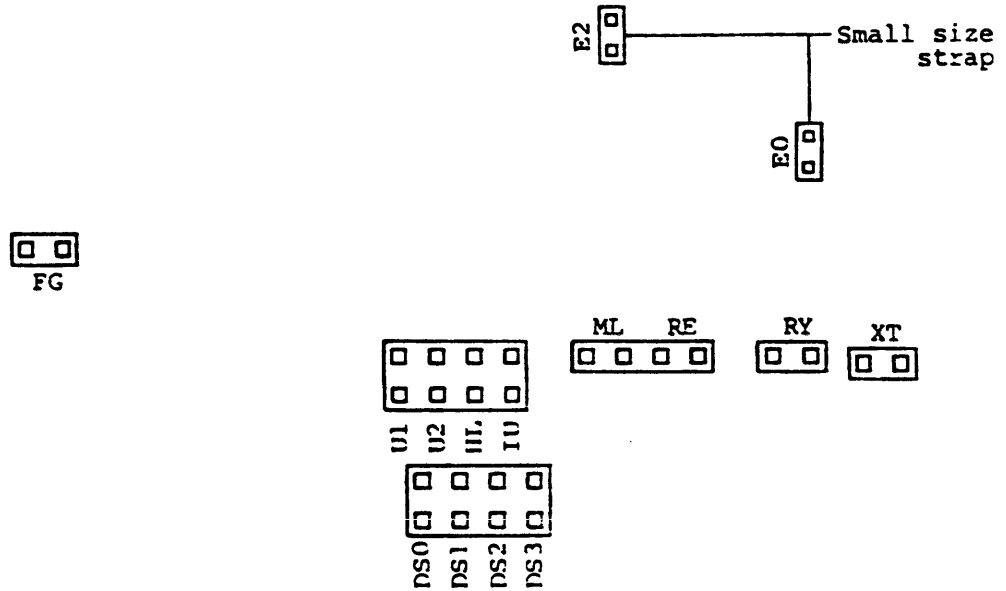 E2
Small size
strap
E0
FG
ML RE RY XT
U1 U2 HL IU
DS0 DS1 DS2 DS3